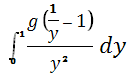 ∫₀¹ g(1/y − 1)/y² dy